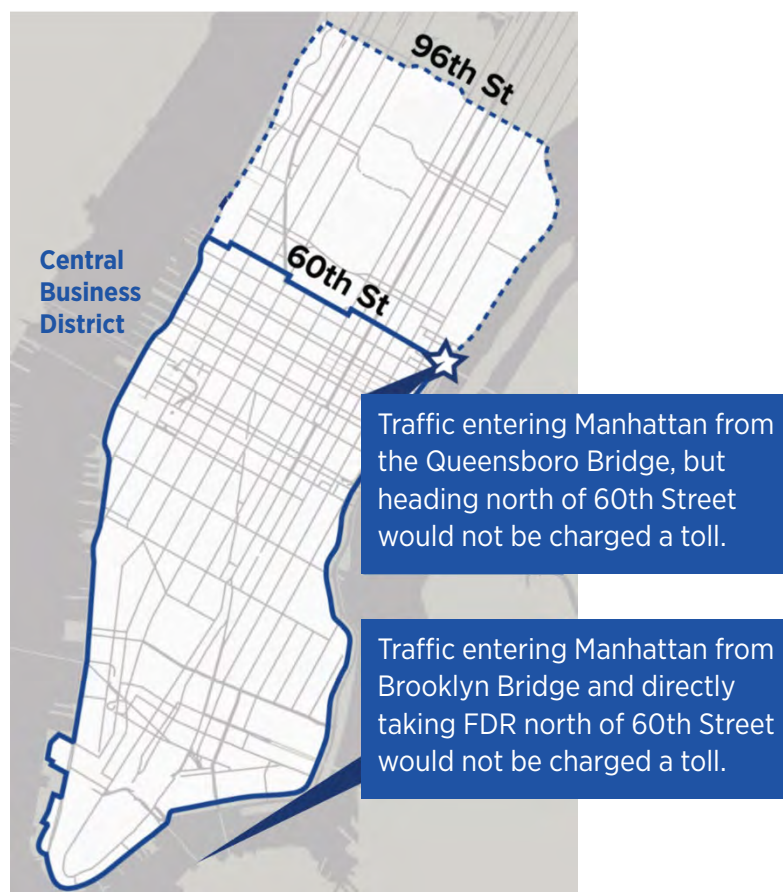 96th St
60th St
Central
Business
District
Traffic entering Manhattan from
the Queensboro Bridge, but
heading north of 60th Street
would not be charged a toll.
Traffic entering Manhattan from
Brooklyn Bridge and directly
taking FDR north of 60th Street
would not be charged a toll.